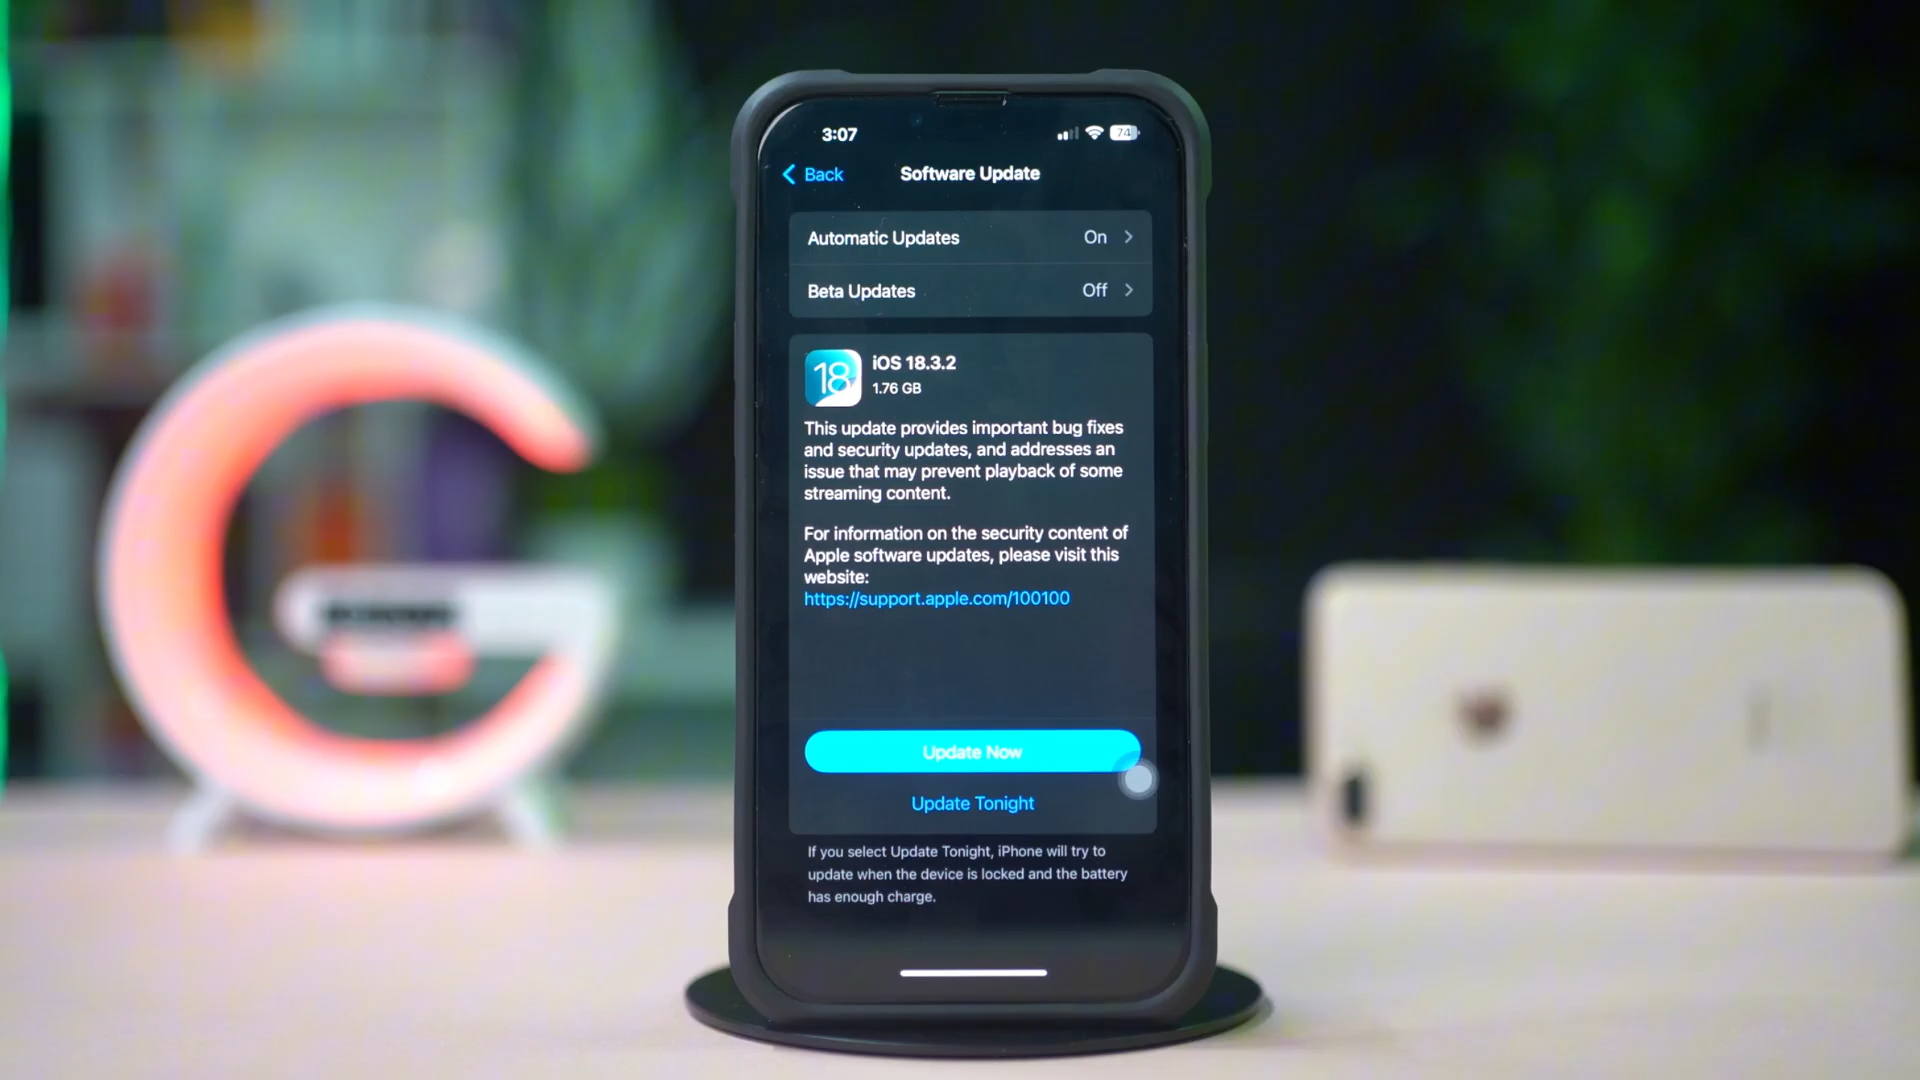 3:07
74
Back
Software Update
Automatic Updates On
Beta Updates Off
18
iOS 18.3.2
1.76 GB
This update provides important bug fixes
and security updates, and addresses an
issue that may prevent playback of some
streaming content.
For information on the security content of
Apple software updates, please visit this
website:
https://support.apple.com/100100
Update Now
Update Tonight
If you select Update Tonight, iPhone will try to
update when the device is locked and the battery
has enough charge.